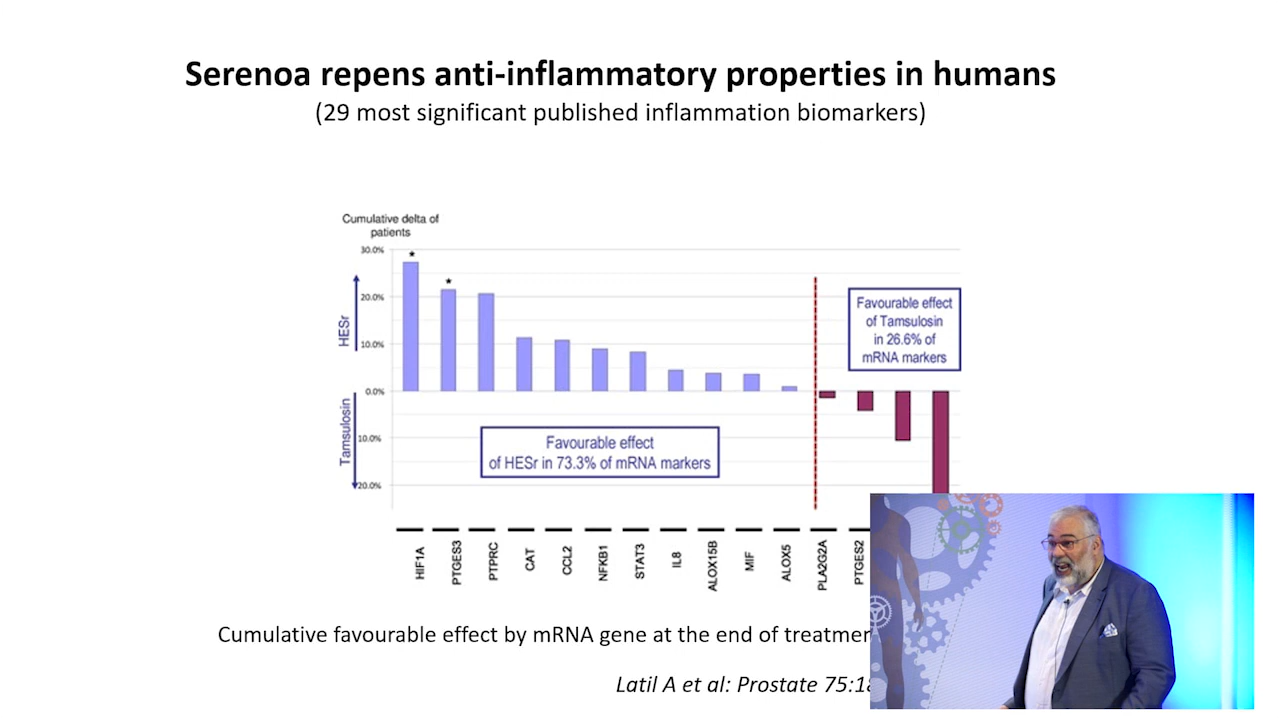 Serenoa repens anti-inflammatory properties in humans
(29 most significant published inflammation biomarkers)
Cumulative delta of
patients
30.0%
20.0%
10.0%
0.0%
10.0%
20.0%
HESr
Tamsulosin
*
*
Favourable effect
of Tamsulosin
in 26.6% of
mRNA markers
Favourable effect
of HESr in 73.3% of mRNA markers
HIF1A
PTGES3
PTPRC
CAT
CCL2
NFKB1
STAT3
IL8
ALOX15B
MIF
ALOX5
PLA2G2A
PTGES2
Cumulative favourable effect by mRNA gene at the end of
Latil A et al: Prostate